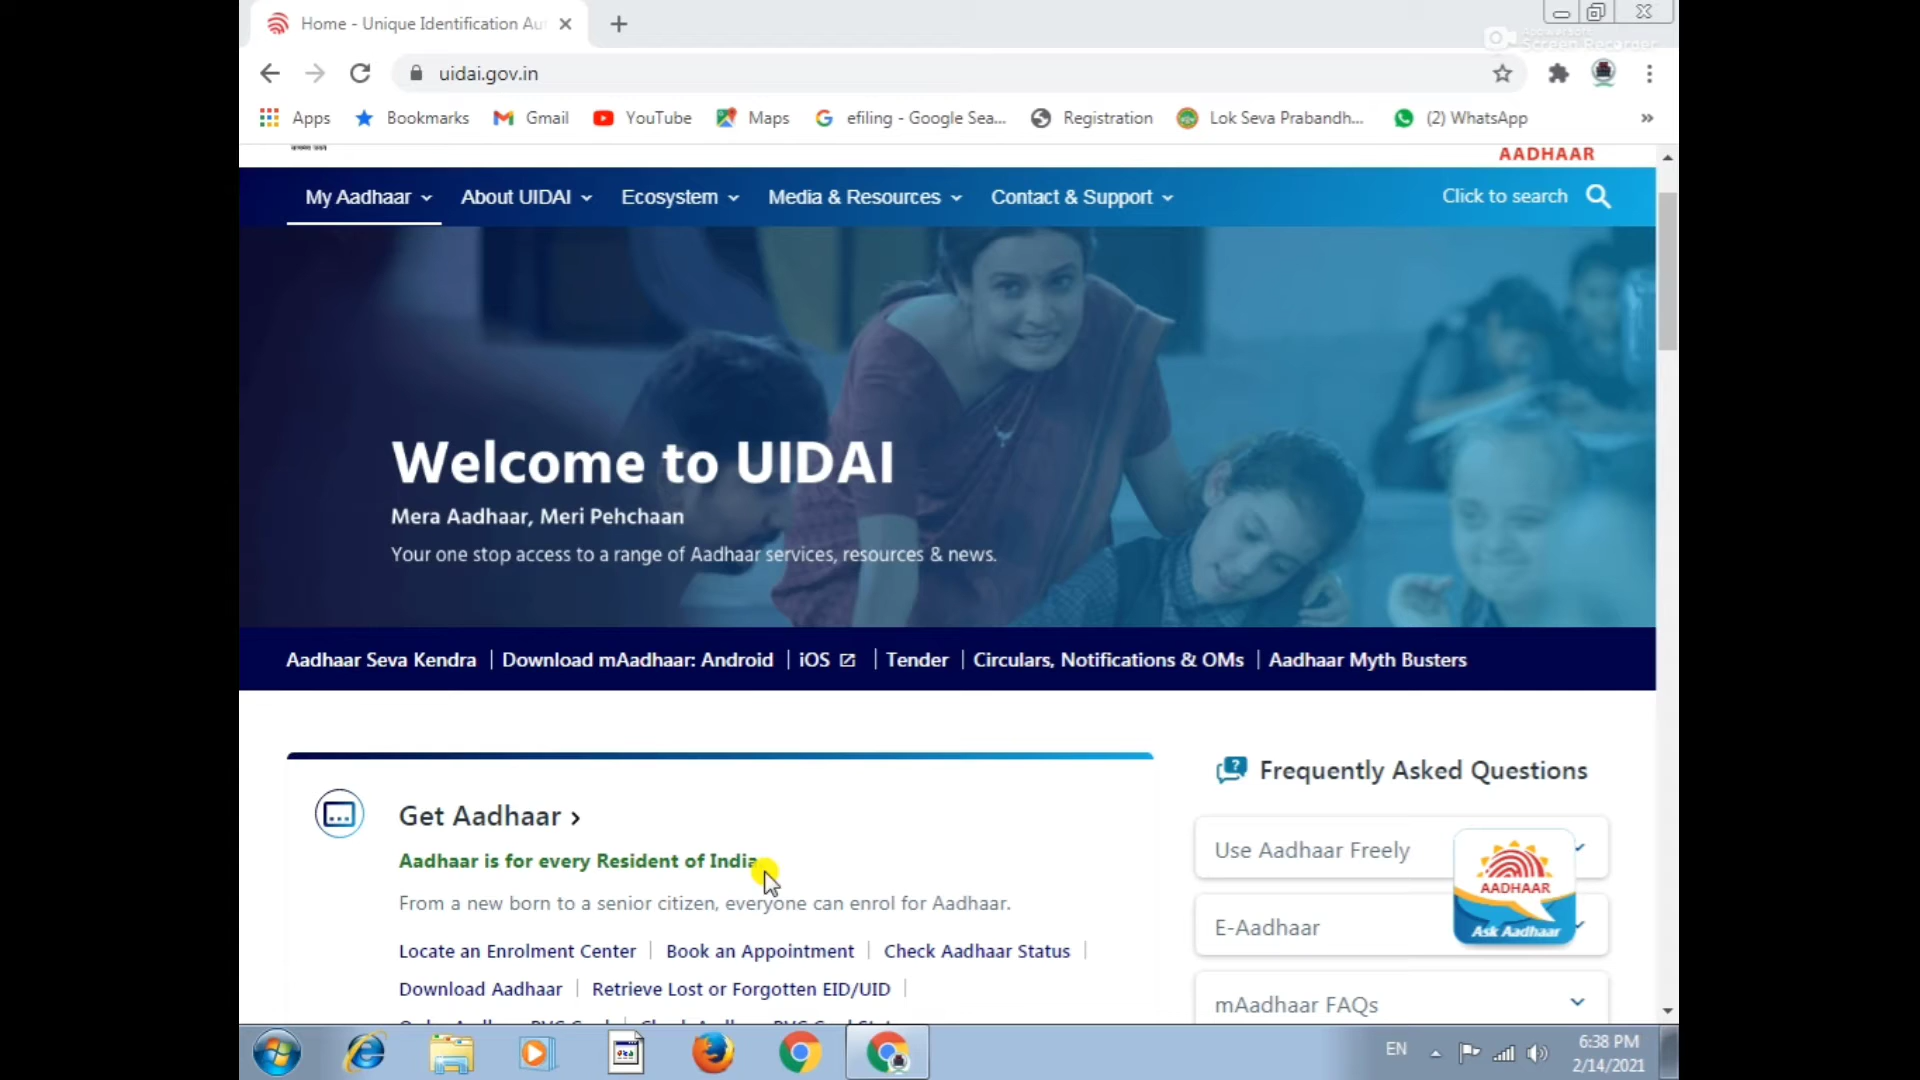 Home - Unique Identification Au
Screen Recorder
uidai.gov.in
Apps Bookmarks Gmail YouTube Maps efiling - Google Sea... Registration Lok Seva Prabandh... (2) WhatsApp »
AADHAAR
My Aadhaar About UIDAI Ecosystem Media & Resources Contact & Support Click to search
Welcome to UIDAI
Mera Aadhaar, Meri Pehchaan
Your one stop access to a range of Aadhaar services, resources & news.
Aadhaar Seva Kendra | Download mAadhaar: Android | iOS | Tender | Circulars, Notifications & OMs | Aadhaar Myth Busters
Get Aadhaar ›
Aadhaar is for every Resident of India
From a new born to a senior citizen, everyone can enrol for Aadhaar.
Locate an Enrolment Center | Book an Appointment | Check Aadhaar Status |
Download Aadhaar | Retrieve Lost or Forgotten EID/UID |
Frequently Asked Questions
Use Aadhaar Freely
E-Aadhaar
mAadhaar FAQs
AADHAAR
Ask Aadhaar
EN
6:38 PM
2/14/2021